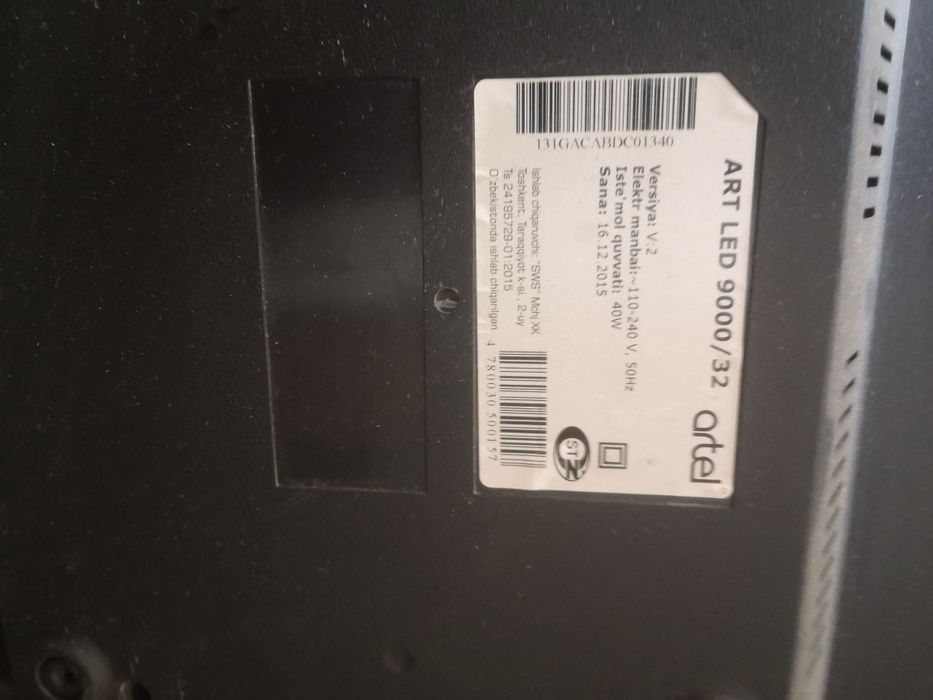 ART LED 9000/32 artel
131GACABDC01340
Versiya: V:2
Elektr manbai:~110-240 V, 50Hz
Iste'mol quvvati: 40W
Sana: 16.12.2015
Ishlab chiqaruvchi: "SWS" Mchj XK
Toshkent, Taraqqiyot k-si., 2-uy
Ts 24195729-01:2015
O'zbekistonda ishlab chiqarilgan
4 780030 500157